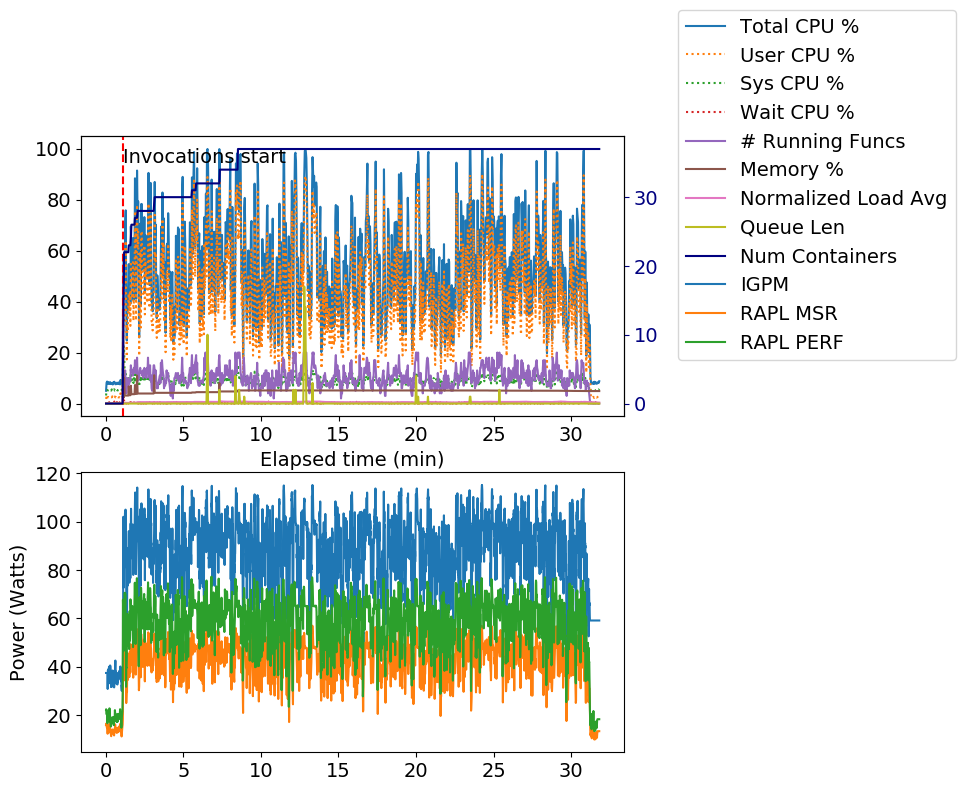 Total CPU %
User CPU %
Sys CPU %
Wait CPU %
# Running Funcs
Memory %
Normalized Load Avg
Queue Len
Num Containers
IGPM
RAPL MSR
RAPL PERF
Invocations start
100
80
60
40
20
0
30
20
10
0
0 5 10 15 20 25 30
Elapsed time (min)
Power (Watts)
120
100
80
60
40
20
0 5 10 15 20 25 30